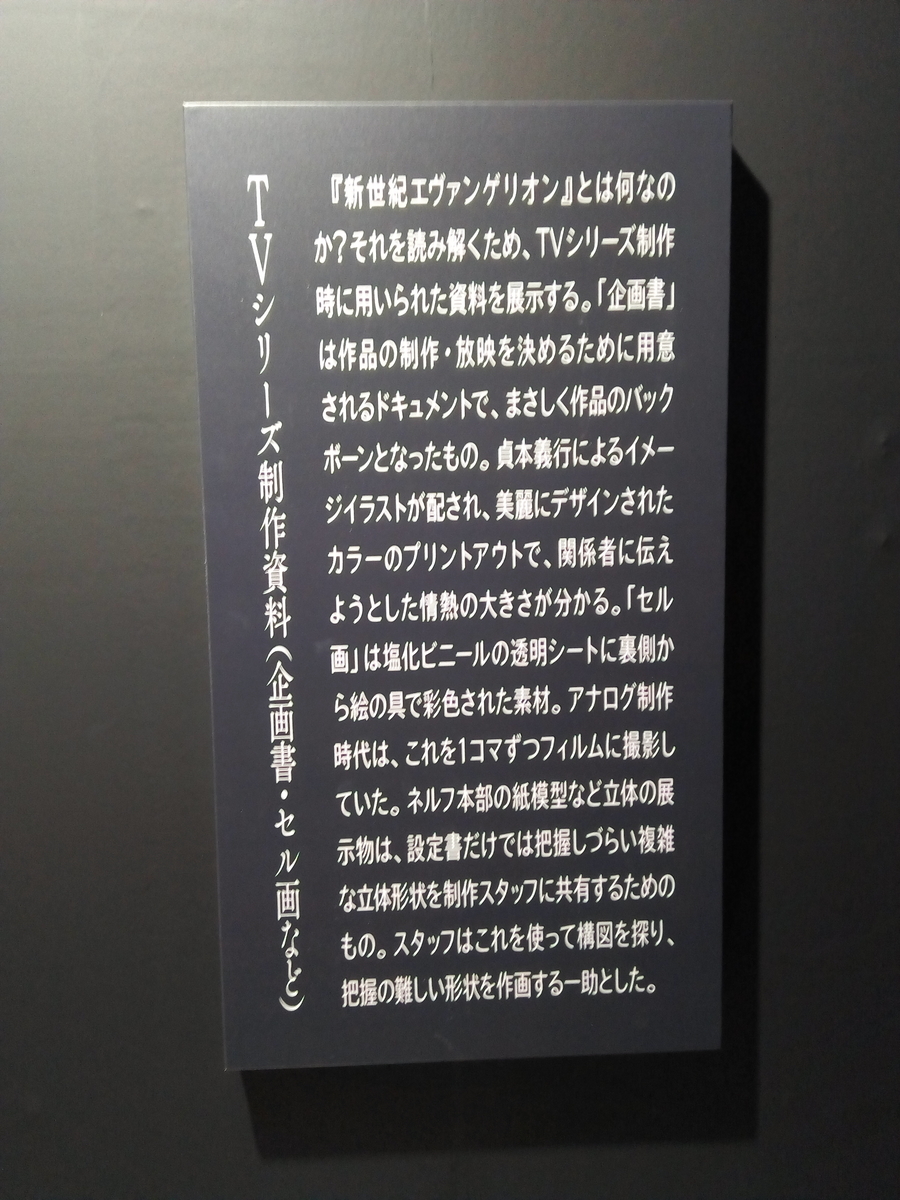 TVシリーズ制作資料(企画書・セル画など)
『新世紀エヴァンゲリオン』とは何なの
か?それを読み解くため、TVシリーズ制作
時に用いられた資料を展示する。「企画書」
は作品の制作・放映を決めるために用意
されるドキュメントで、まさしく作品のバック
ボーンとなったもの。貞本義行によるイメー
ジイラストが配され、美麗にデザインされた
カラーのプリントアウトで、関係者に伝え
ようとした情熱の大きさが分かる。「セル
画」は塩化ビニールの透明シートに裏側か
ら絵の具で彩色された素材。アナログ制作
時代は、これを1コマずつフィルムに撮影し
ていた。ネルフ本部の紙模型など立体の展
示物は、設定書だけでは把握しづらい複雑
な立体形状を制作スタッフに共有するための
もの。スタッフはこれを使って構図を探り、
把握の難しい形状を作画する一助とした。